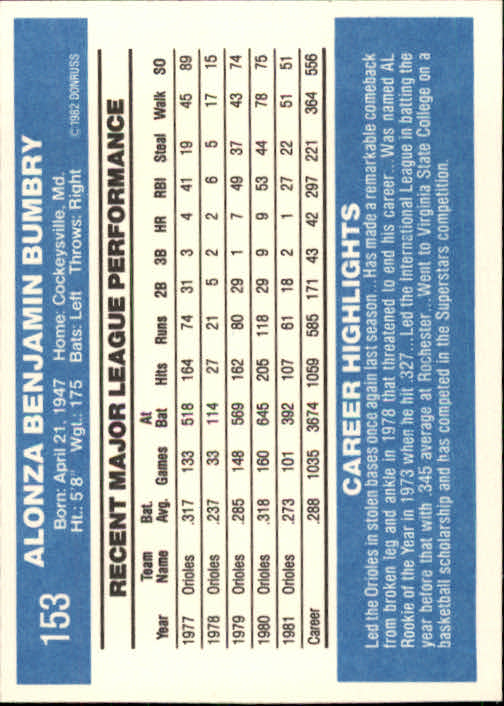 153
ALONZA BENJAMIN BUMBRY
Born: April 21, 1947 Home: Cockeysville, Md.
Ht.: 5'8" Wgt.: 175 Bats: Left Throws: Right ©1982 DONRUSS
RECENT MAJOR LEAGUE PERFORMANCE
Year Team Name Bat. Avg. Games At Bat Hits Runs 2B 3B HR RBI Steal Walk SO
1977 Orioles .317 133 518 164 74 31 3 4 41 19 45 89
1978 Orioles .237 33 114 27 21 5 2 2 6 5 17 15
1979 Orioles .285 148 569 162 80 29 1 7 49 37 43 74
1980 Orioles .318 160 645 205 118 29 9 9 53 44 78 75
1981 Orioles .273 101 392 107 61 18 2 1 27 22 51 51
Career .288 1035 3674 1059 585 171 43 42 297 221 364 556
CAREER HIGHLIGHTS
Led the Orioles in stolen bases once again last season...Has made a remarkable comeback
from broken leg and ankle in 1978 that threatened to end his career...Was named AL
Rookie of the Year in 1973 when he hit .327...Led the International League in batting the
year before that with .345 average at Rochester...Went to Virginia State College on a
basketball scholarship and has competed in the Superstars competition.